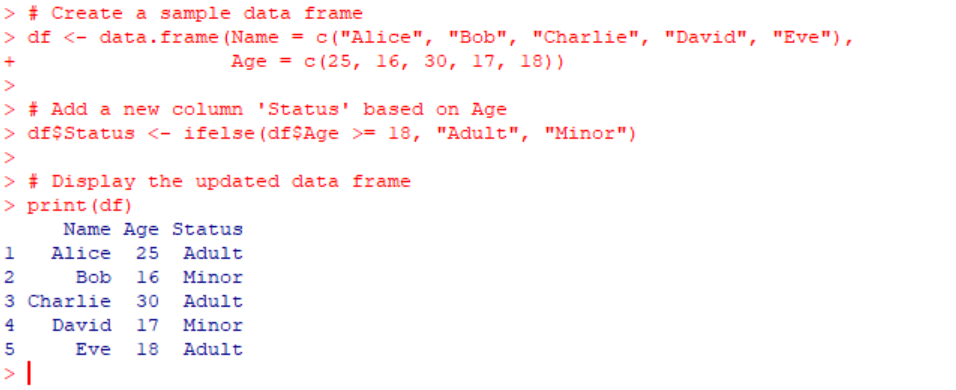 > # Create a sample data frame
> df <- data.frame(Name = c("Alice", "Bob", "Charlie", "David", "Eve"),
+                  Age = c(25, 16, 30, 17, 18))
>
> # Add a new column 'Status' based on Age
> df$Status <- ifelse(df$Age >= 18, "Adult", "Minor")
>
> # Display the updated data frame
> print(df)
     Name Age Status
1   Alice  25  Adult
2     Bob  16  Minor
3 Charlie  30  Adult
4   David  17  Minor
5     Eve  18  Adult
>